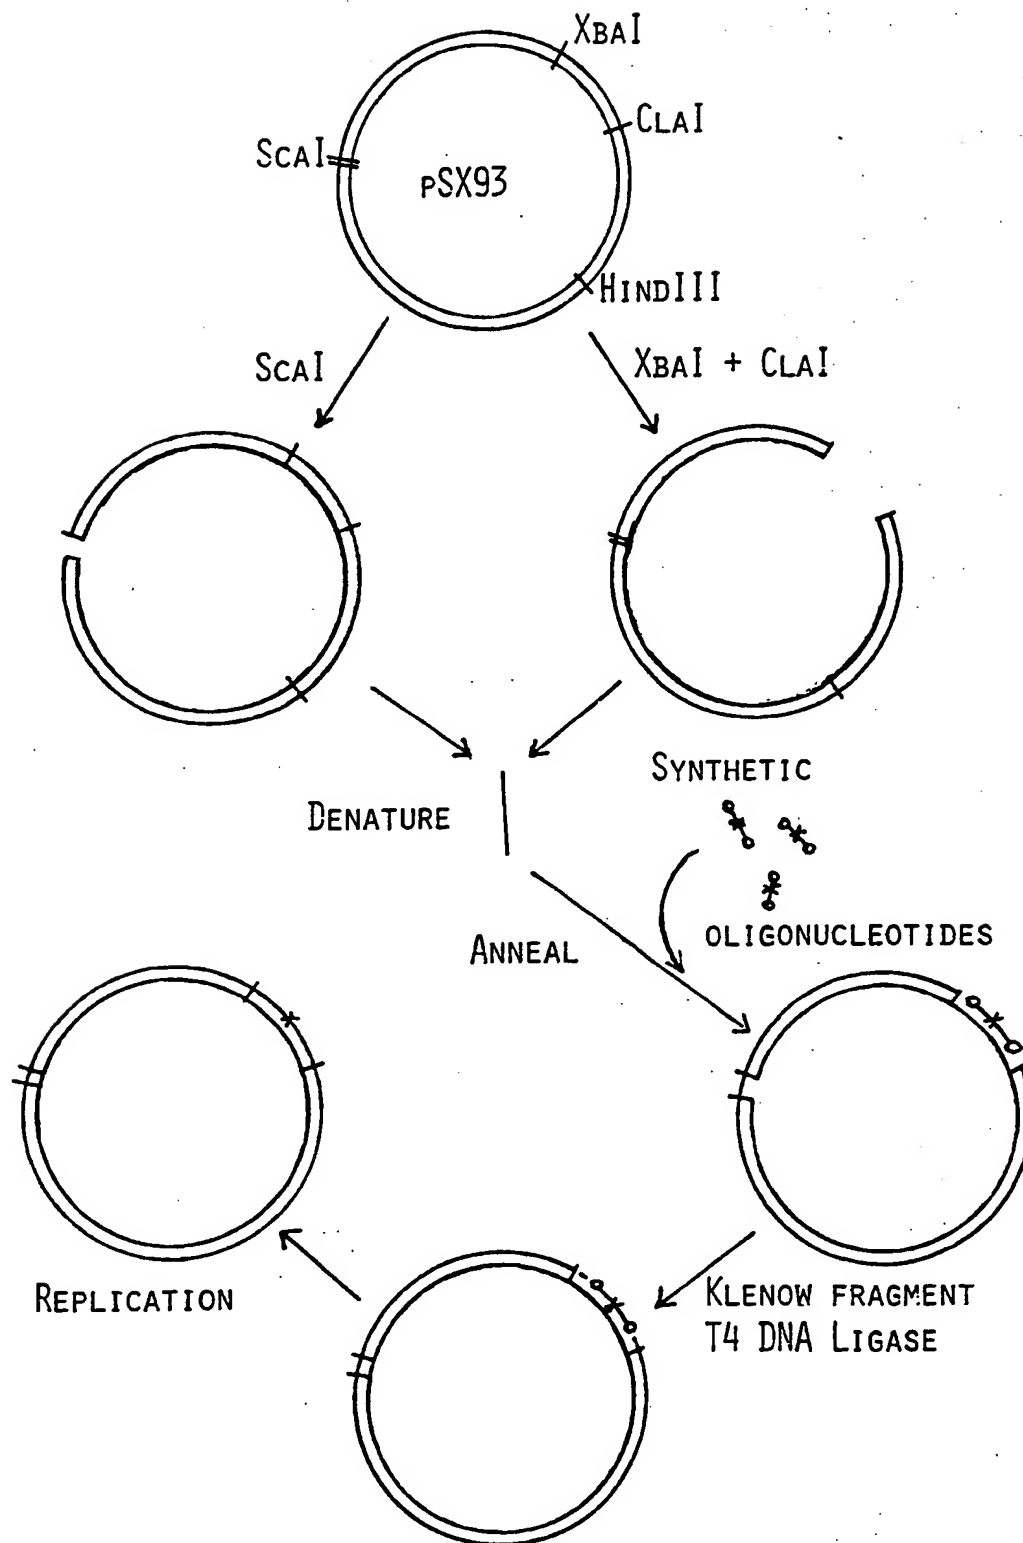 XBAI
CLAI
SCAI
pSX93
HINDIII
SCAI
XBAI + CLAI
SYNTHETIC
DENATURE
OLIGONUCLEOTIDES
ANNEAL
REPLICATION
KLENOW FRAGMENT
T4 DNA LIGASE